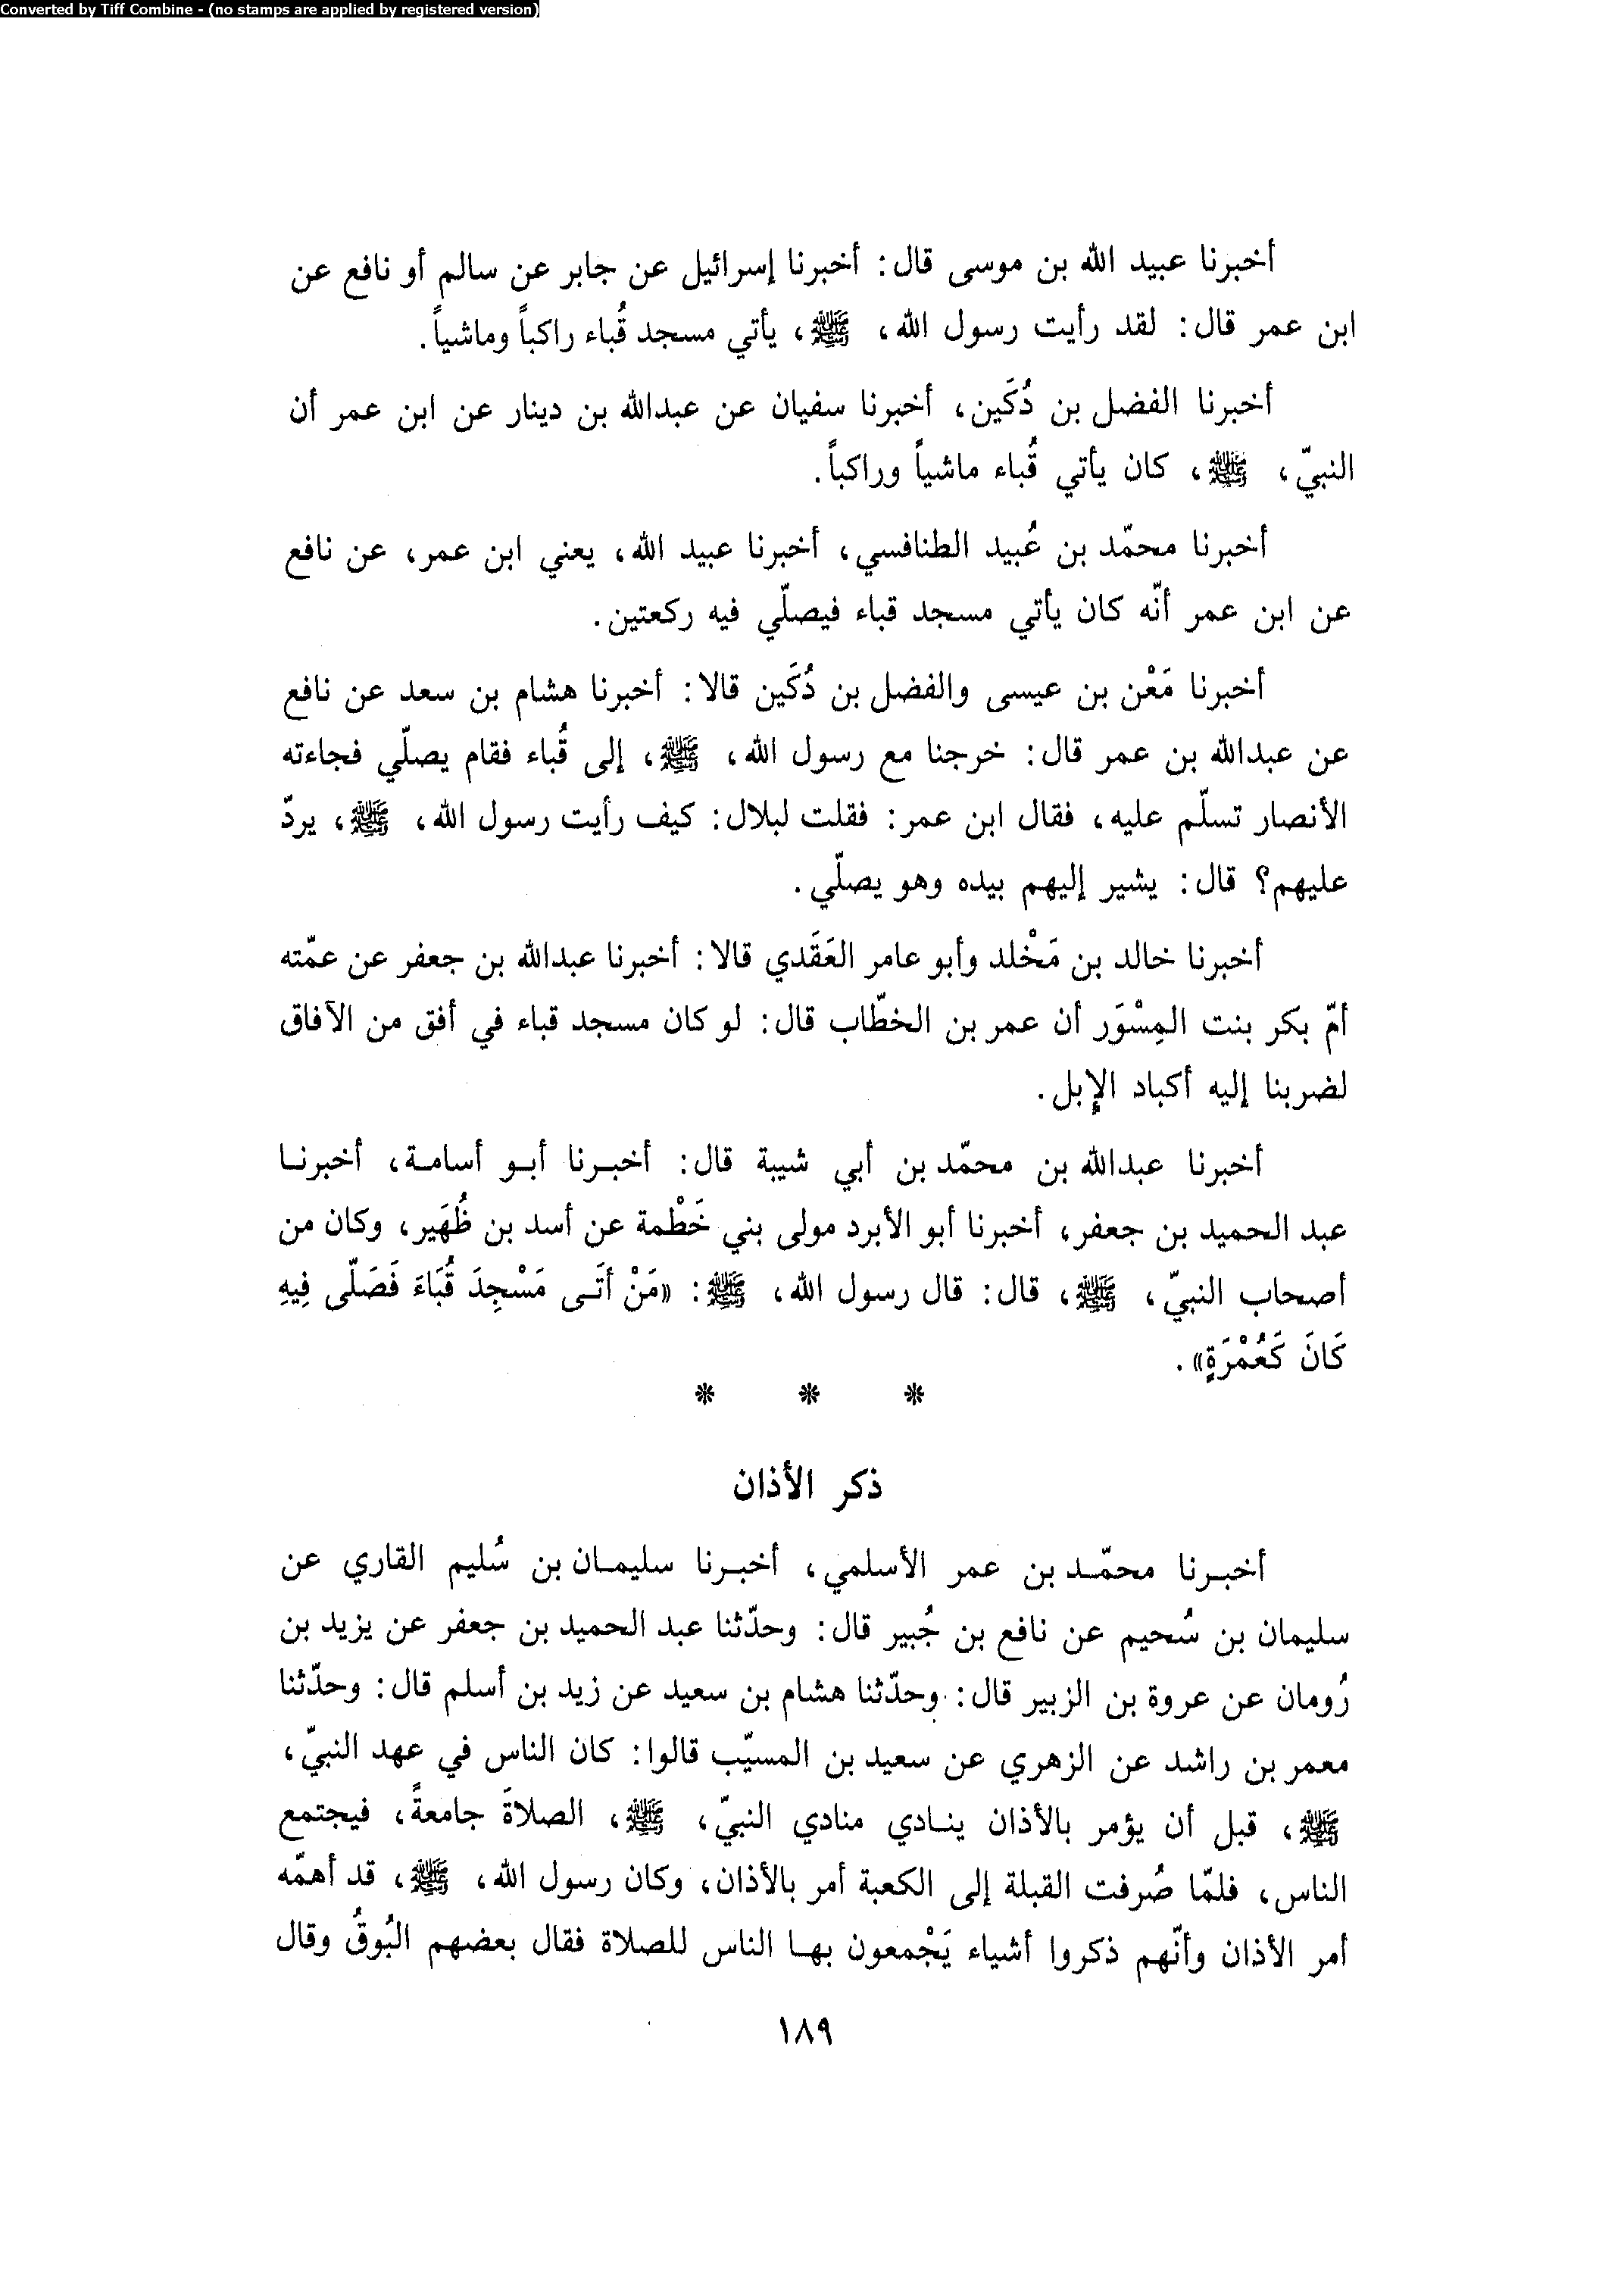 Converted by Tiff Combine - (no stamps are applied by registered version)
أخبرنا عبيد الله بن موسى قال: أخبرنا إسرائيل عن جابر عن سالم أو نافع عن
ابن عمر قال: لقد رأيت رسول الله، ﷺ، يأتي مسجد قُباء راكباً وماشياً.
أخبرنا الفضل بن دُكَين، أخبرنا سفيان عن عبدالله بن دينار عن ابن عمر أن
النبيّ، ﷺ، كان يأتي قُباء ماشياً وراكباً.
أخبرنا محمّد بن عُبيد الطنافسي، أخبرنا عبيد الله، يعني ابن عمر، عن نافع
عن ابن عمر أنّه كان يأتي مسجد قباء فيصلّي فيه ركعتين.
أخبرنا مَعْن بن عيسى والفضل بن دُكَين قالا: أخبرنا هشام بن سعد عن نافع
عن عبدالله بن عمر قال: خرجنا مع رسول الله، ﷺ، إلى قُباء فقام يصلّي فجاءته
الأنصار تسلّم عليه، فقال ابن عمر: فقلت لبلال: كيف رأيت رسول الله، ﷺ، يردّ
عليهم؟ قال: يشير إليهم بيده وهو يصلّي.
أخبرنا خالد بن مَخْلد وأبو عامر العَقَدي قالا: أخبرنا عبدالله بن جعفر عن عمّته
أمّ بكر بنت المِسْوَر أن عمر بن الخطّاب قال: لو كان مسجد قباء في أفق من الآفاق
لضربنا إليه أكباد الإبل.
أخبرنا عبدالله بن محمّد بن أبي شيبة قال: أخبرنا أبو أسامة، أخبرنا
عبد الحميد بن جعفر، أخبرنا أبو الأبرد مولى بني خَطْمة عن أسد بن ظُهَير، وكان من
أصحاب النبيّ، ﷺ، قال: قال رسول الله، ﷺ: «مَنْ أتَى مَسْجِدَ قُبَاءَ فَصَلّى فِيهِ
كَانَ كَعُمْرَةٍ».
* * *
ذكر الأذان
أخبرنا محمّد بن عمر الأسلمي، أخبرنا سليمان بن سُليم القاري عن
سليمان بن سُحيم عن نافع بن جُبير قال: وحدّثنا عبد الحميد بن جعفر عن يزيد بن
رُومان عن عروة بن الزبير قال: وحدّثنا هشام بن سعيد عن زيد بن أسلم قال: وحدّثنا
معمر بن راشد عن الزهري عن سعيد بن المسيّب قالوا: كان الناس في عهد النبيّ،
ﷺ، قبل أن يؤمر بالأذان ينادي منادي النبيّ، ﷺ، الصلاةَ جامعةً، فيجتمع
الناس، فلمّا صُرفت القبلة إلى الكعبة أمر بالأذان، وكان رسول الله، ﷺ، قد أهمّه
أمر الأذان وأنّهم ذكروا أشياء يَجْمعون بها الناس للصلاة فقال بعضهم البُوقُ وقال
١٨٩